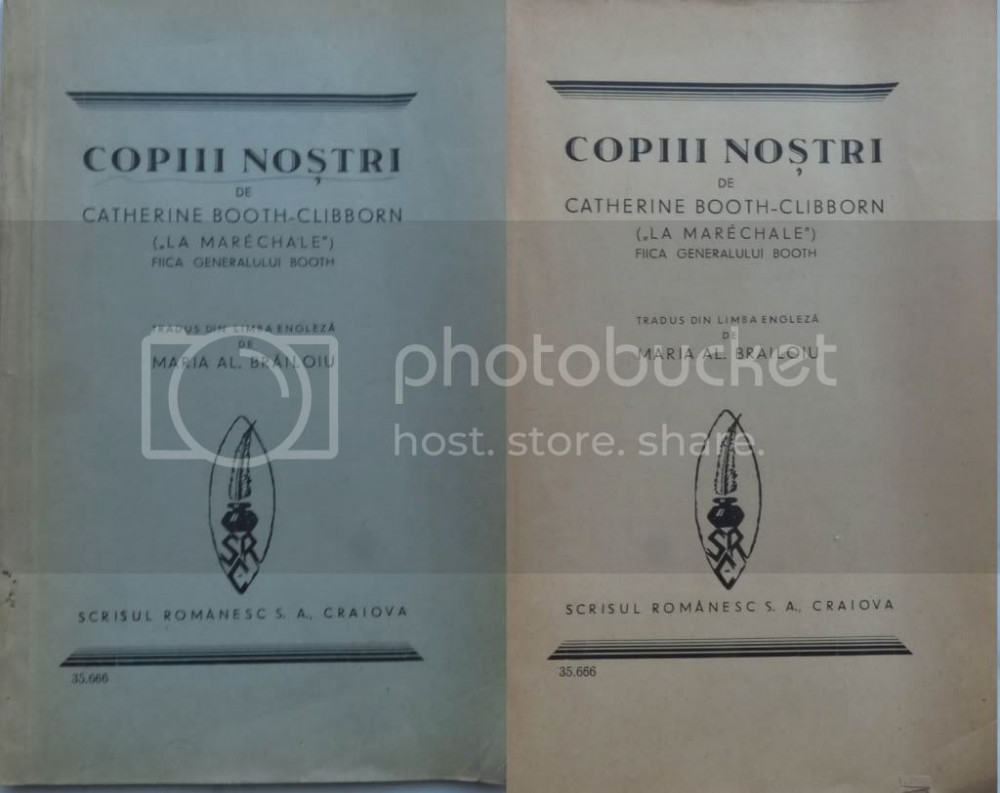 COPIII NOȘTRI
DE
CATHERINE BOOTH-CLIBBORN
(„LA MARÉCHALE")
FIICA GENERALULUI BOOTH
TRADUS DIN LIMBA ENGLEZĂ
DE
MARIA AL. BRĂILOIU
SRC
SCRISUL ROMÂNESC S. A., CRAIOVA
35.666
COPIII NOȘTRI
DE
CATHERINE BOOTH-CLIBBORN
(„LA MARÉCHALE")
FIICA GENERALULUI BOOTH
TRADUS DIN LIMBA ENGLEZĂ
DE
MARIA AL. BRĂILOIU
SRC
SCRISUL ROMÂNESC S. A., CRAIOVA
35.666
photobucket
host. store. share.